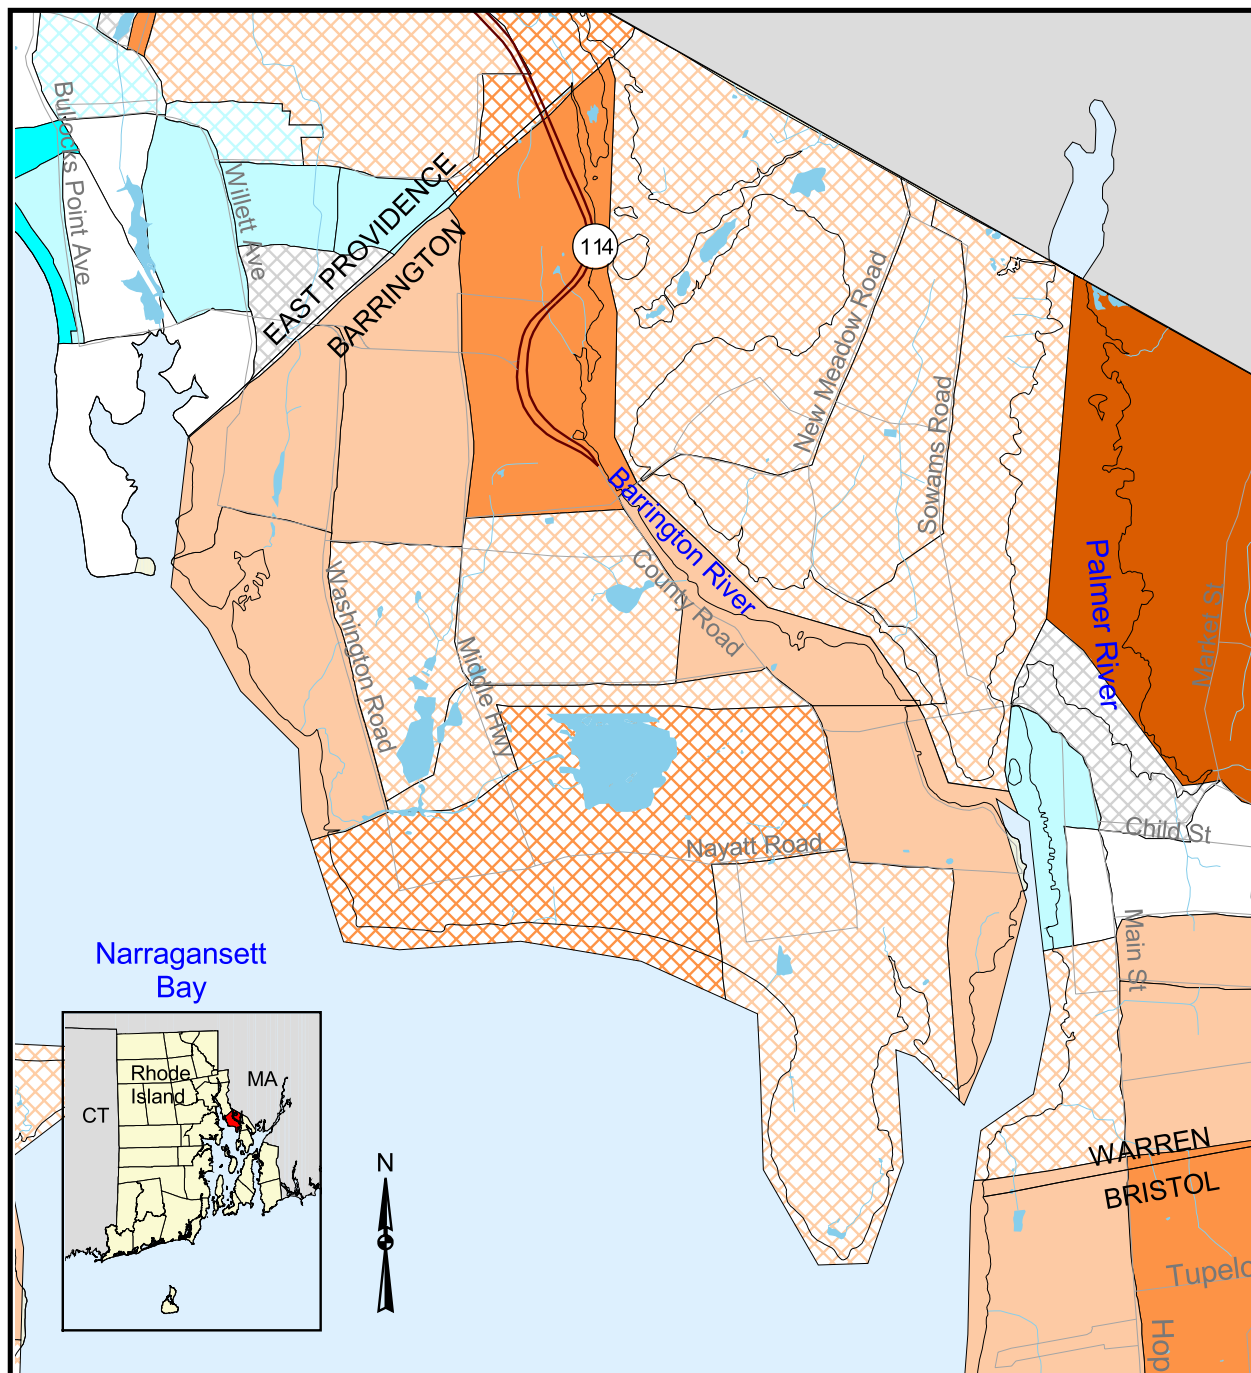 Bullocks Point Ave
Willett Ave
EAST PROVIDENCE
BARRINGTON
114
New Meadow Road
Sowams Road
Barrington River
County Road
Palmer River
Market St
Washington Road
Middle Hwy
Nayatt Road
Child St
Main St
Narragansett
Bay
Rhode
Island
MA
CT
N
WARREN
BRISTOL
Tupelo
Hop